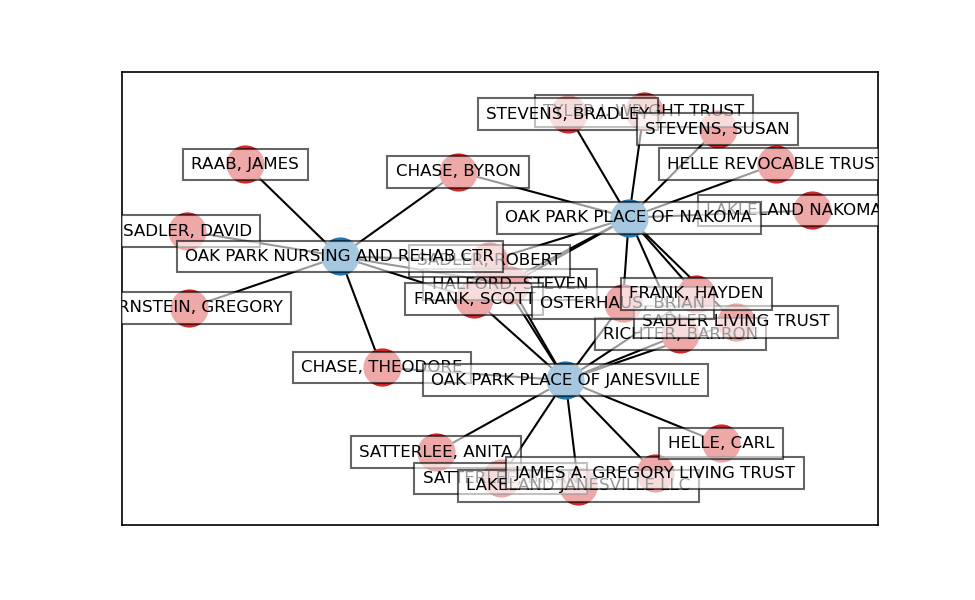 TYLER J. WRIGHT TRUST
STEVENS, BRADLEY
STEVENS, SUSAN
RAAB, JAMES
HELLE REVOCABLE TRUST
CHASE, BYRON
LAKELAND NAKOMA
OAK PARK PLACE OF NAKOMA
SADLER, DAVID
OAK PARK NURSING AND REHAB CTR
SADLER, ROBERT
HALFORD, STEVEN
FRANK, HAYDEN
FRANK, SCOTT
OSTERHAUS, BRIAN
RNSTEIN, GREGORY
SADLER LIVING TRUST
RICHTER, BARRON
CHASE, THEODORE
OAK PARK PLACE OF JANESVILLE
HELLE, CARL
SATTERLEE, ANITA
JAMES A. GREGORY LIVING TRUST
LAKELAND JANESVILLE LLC